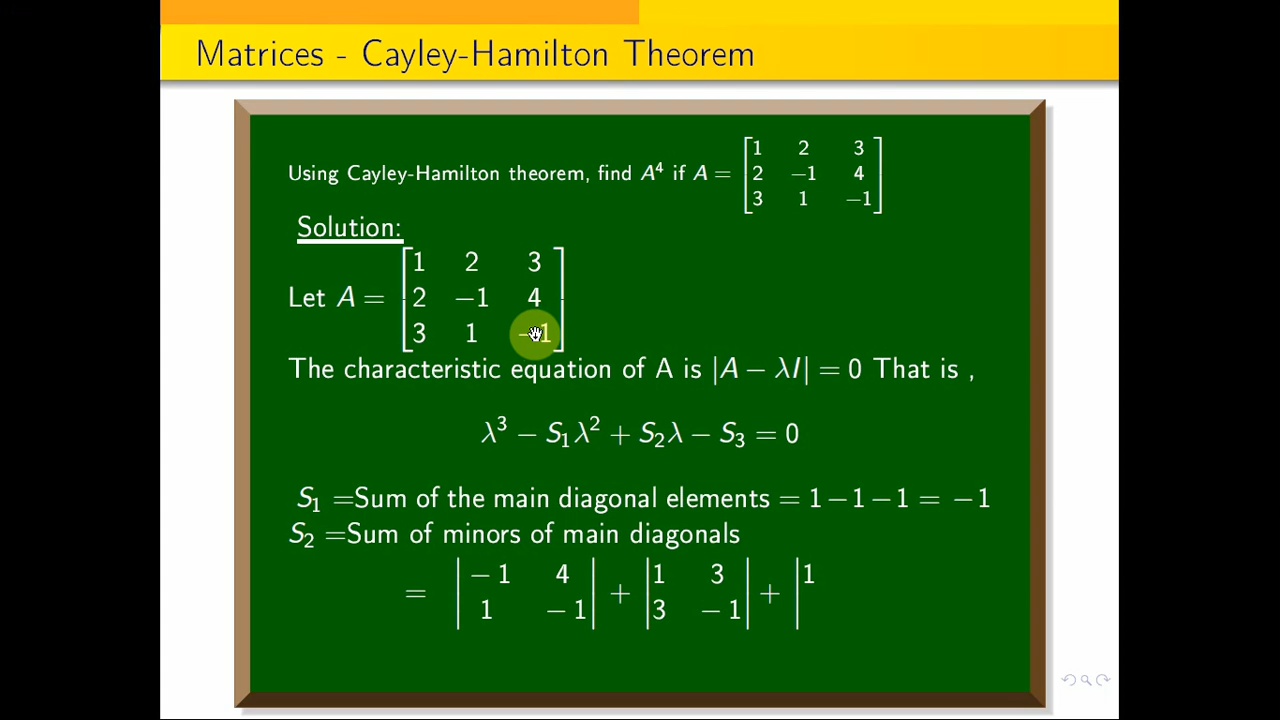 Matrices - Cayley-Hamilton Theorem
Using Cayley-Hamilton theorem, find A⁴ if A = [1 2 3
2 −1 4
3 1 −1]
Solution:
Let A = [1 2 3
2 −1 4
3 1 −1]
The characteristic equation of A is |A − λI| = 0 That is ,
λ³ − S₁λ² + S₂λ − S₃ = 0
S₁ =Sum of the main diagonal elements = 1−1−1 = −1
S₂ =Sum of minors of main diagonals
= |−1 4| + |1 3| + |1
|1 −1| |3 −1| |